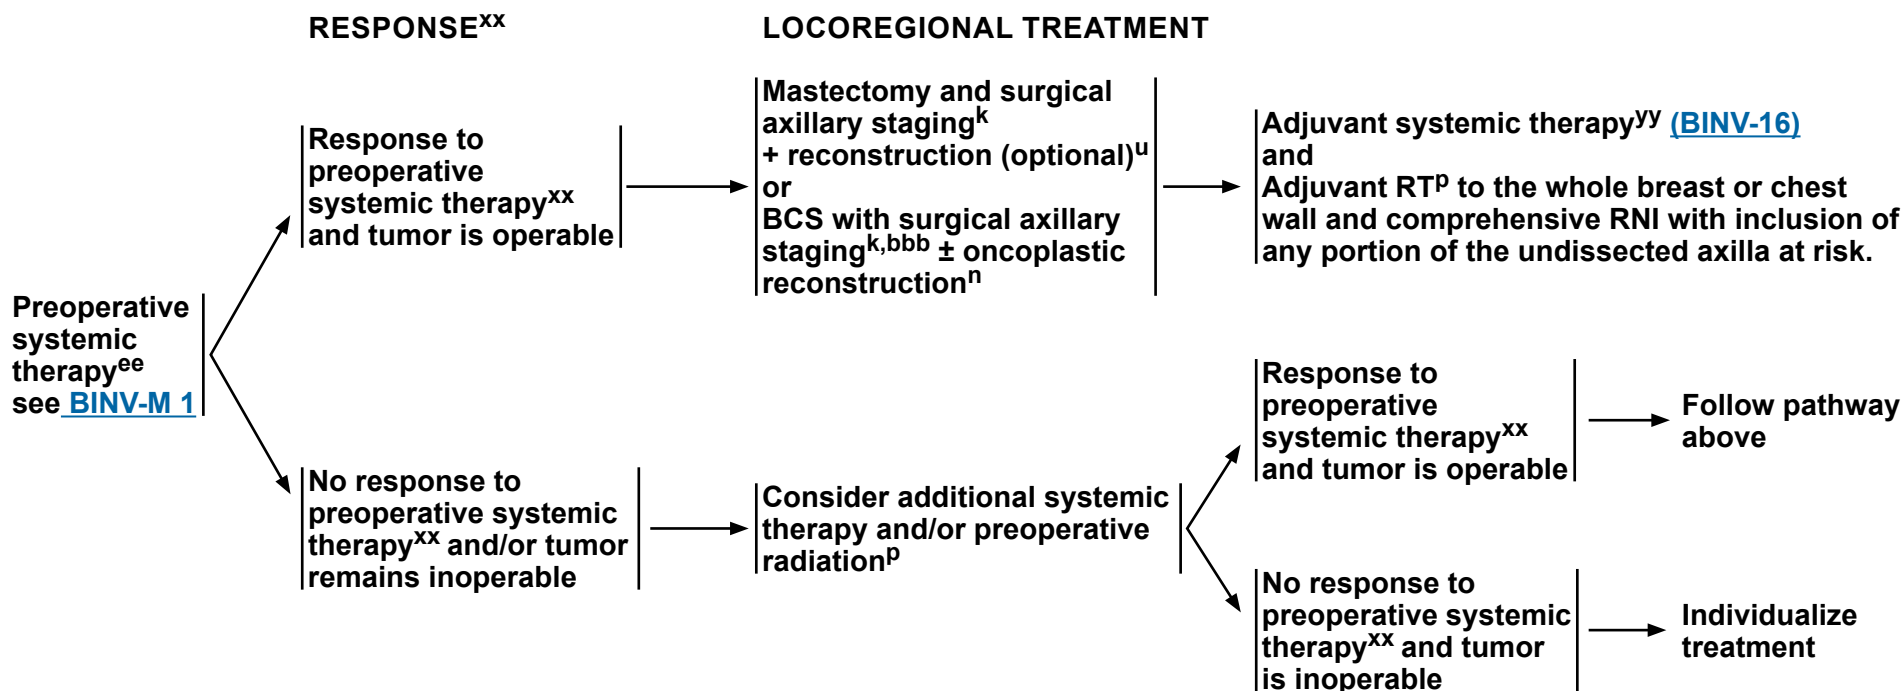 RESPONSExx
LOCOREGIONAL TREATMENT
Preoperative
systemic
therapyee
see BINV-M 1
Response to
preoperative
systemic therapyxx
and tumor is operable
Mastectomy and surgical
axillary stagingk
+ reconstruction (optional)u
or
BCS with surgical axillary
stagingk,bbb ± oncoplastic
reconstructionn
Adjuvant systemic therapyyy (BINV-16)
and
Adjuvant RTp to the whole breast or chest
wall and comprehensive RNI with inclusion of
any portion of the undissected axilla at risk.
No response to
preoperative systemic
therapyxx and/or tumor
remains inoperable
Consider additional systemic
therapy and/or preoperative
radiationp
Response to
preoperative
systemic therapyxx
and tumor is operable
Follow pathway
above
No response to
preoperative systemic
therapyxx and tumor
is inoperable
Individualize
treatment